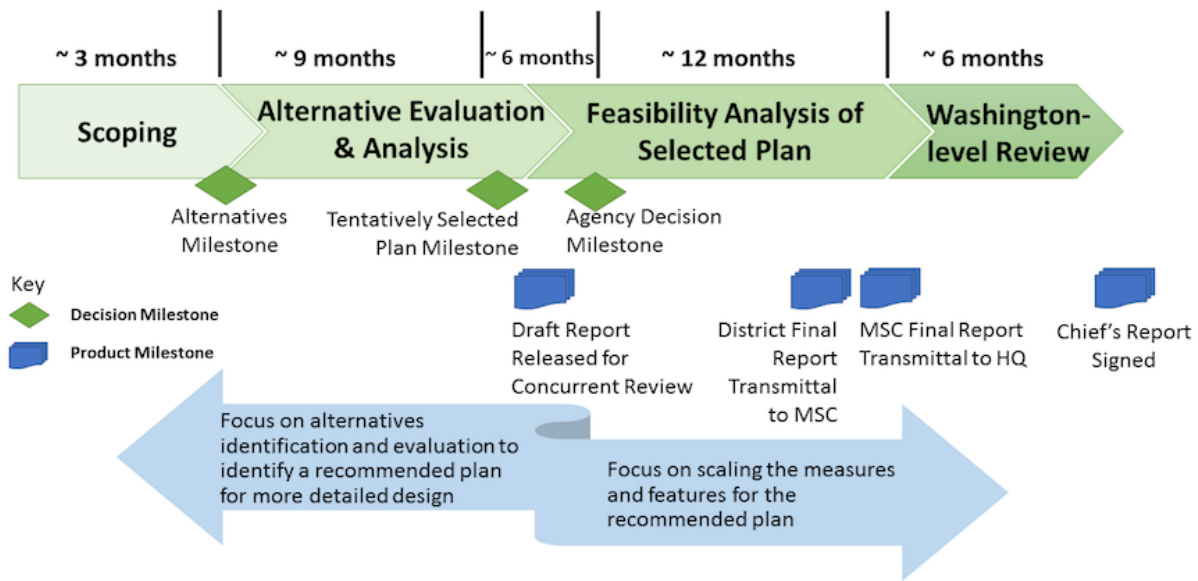 ~ 3 months
~ 9 months
~ 6 months
~ 12 months
~ 6 months
Scoping
Alternative Evaluation
& Analysis
Feasibility Analysis of
Selected Plan
Washington-
level Review
Alternatives
Milestone
Tentatively Selected
Plan Milestone
Agency Decision
Milestone
Key
Decision Milestone
Product Milestone
Draft Report
Released for
Concurrent Review
District Final
Report
Transmittal
to MSC
MSC Final Report
Transmittal to HQ
Chief's Report
Signed
Focus on alternatives
identification and evaluation to
identify a recommended plan
for more detailed design
Focus on scaling the measures
and features for the
recommended plan